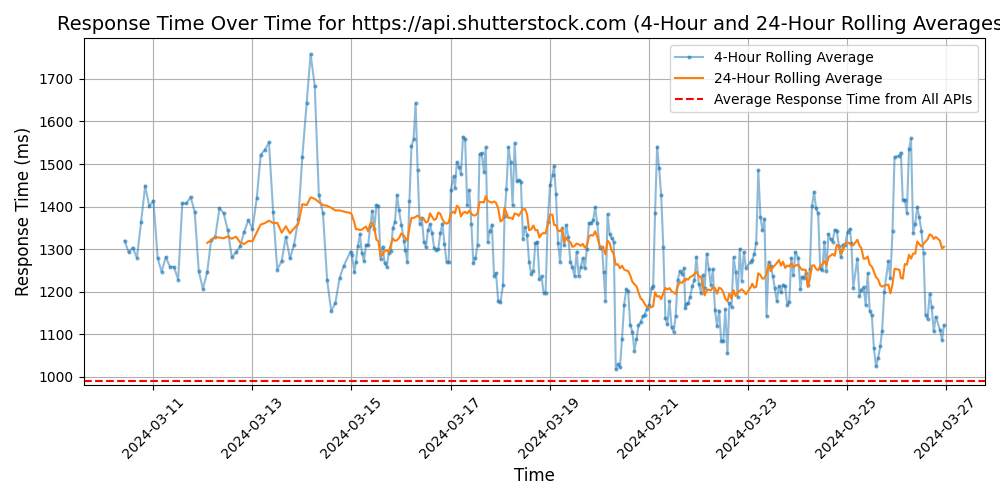 Response Time Over Time for https://api.shutterstock.com (4-Hour and 24-Hour Rolling Averages
4-Hour Rolling Average
24-Hour Rolling Average
Average Response Time from All APIs
Response Time (ms)
1700
1600
1500
1400
1300
1200
1100
1000
2024-03-11
2024-03-13
2024-03-15
2024-03-17
2024-03-19
2024-03-21
2024-03-23
2024-03-25
2024-03-27
Time